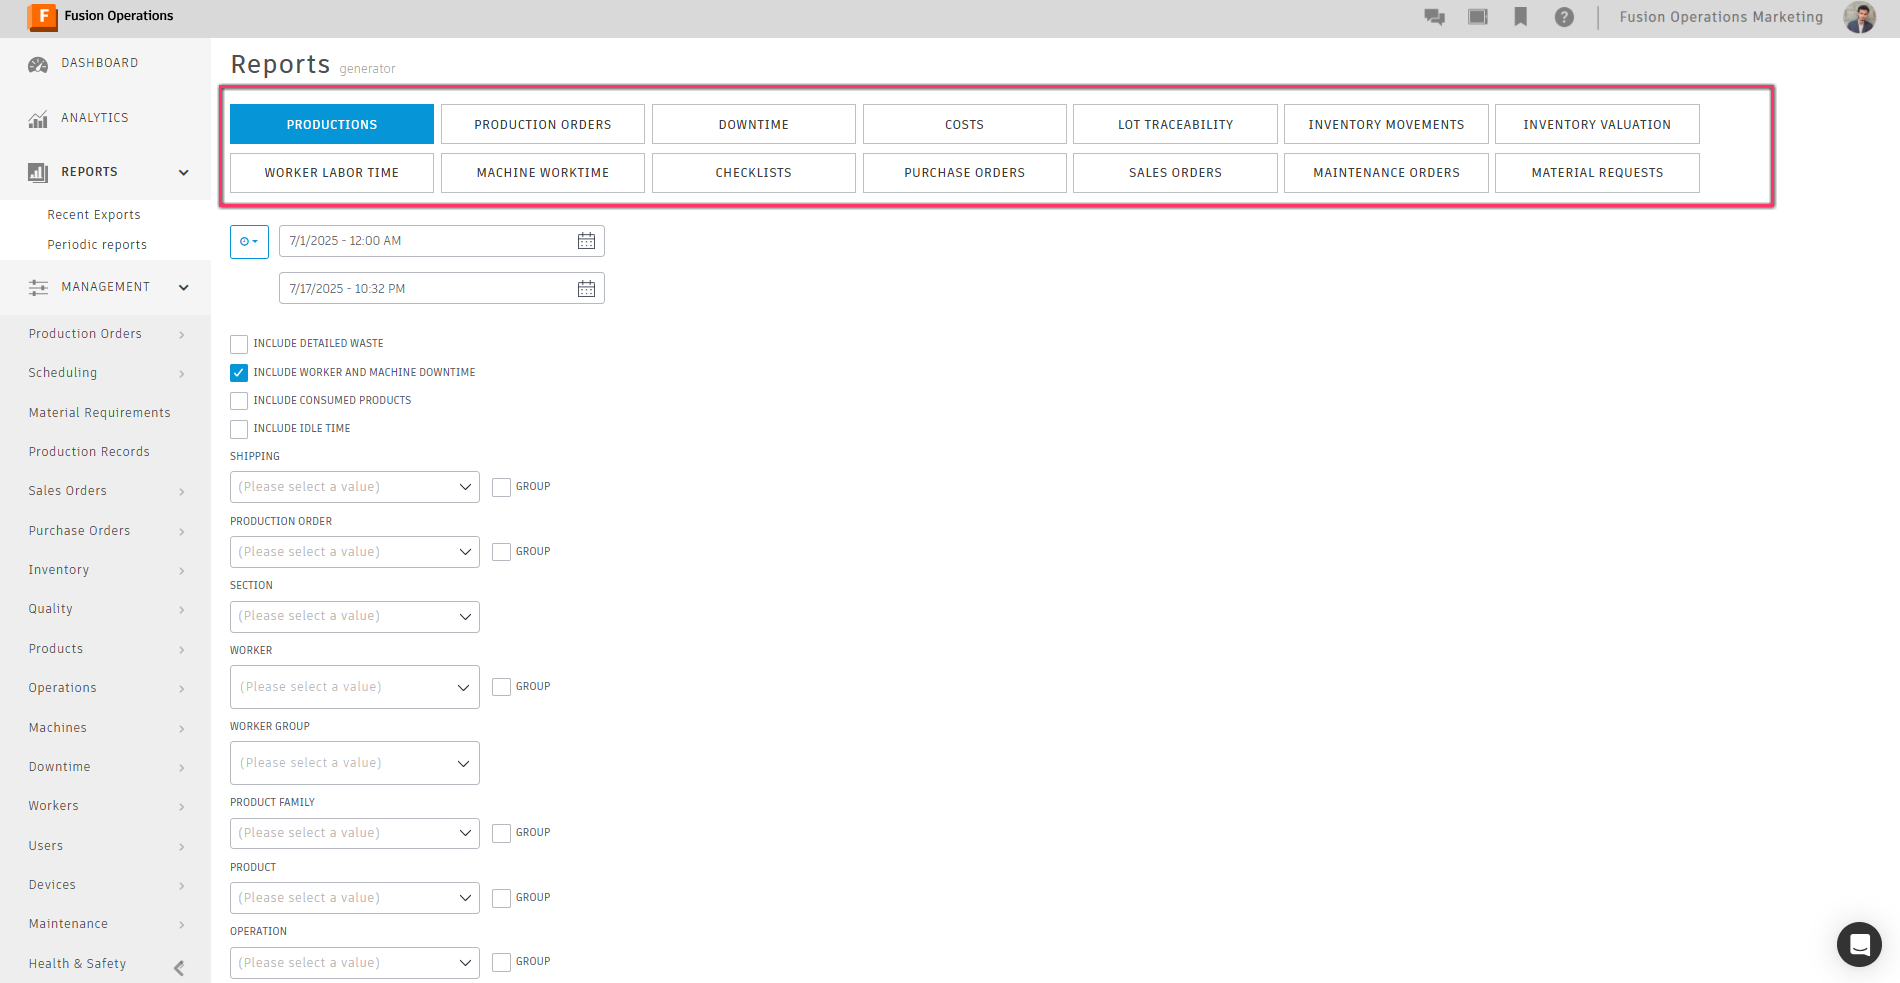 Fusion Operations
Fusion Operations Marketing
DASHBOARD
ANALYTICS
REPORTS
Recent Exports
Periodic reports
MANAGEMENT
Production Orders
Scheduling
Material Requirements
Production Records
Sales Orders
Purchase Orders
Inventory
Quality
Products
Operations
Machines
Downtime
Workers
Users
Devices
Maintenance
Health & Safety
Reports generator
PRODUCTIONS PRODUCTION ORDERS DOWNTIME COSTS LOT TRACEABILITY INVENTORY MOVEMENTS INVENTORY VALUATION
WORKER LABOR TIME MACHINE WORKTIME CHECKLISTS PURCHASE ORDERS SALES ORDERS MAINTENANCE ORDERS MATERIAL REQUESTS
7/1/2025 - 12:00 AM
7/17/2025 - 10:32 PM
INCLUDE DETAILED WASTE
INCLUDE WORKER AND MACHINE DOWNTIME
INCLUDE CONSUMED PRODUCTS
INCLUDE IDLE TIME
SHIPPING
(Please select a value) GROUP
PRODUCTION ORDER
(Please select a value) GROUP
SECTION
(Please select a value)
WORKER
(Please select a value) GROUP
WORKER GROUP
(Please select a value)
PRODUCT FAMILY
(Please select a value) GROUP
PRODUCT
(Please select a value) GROUP
OPERATION
(Please select a value) GROUP